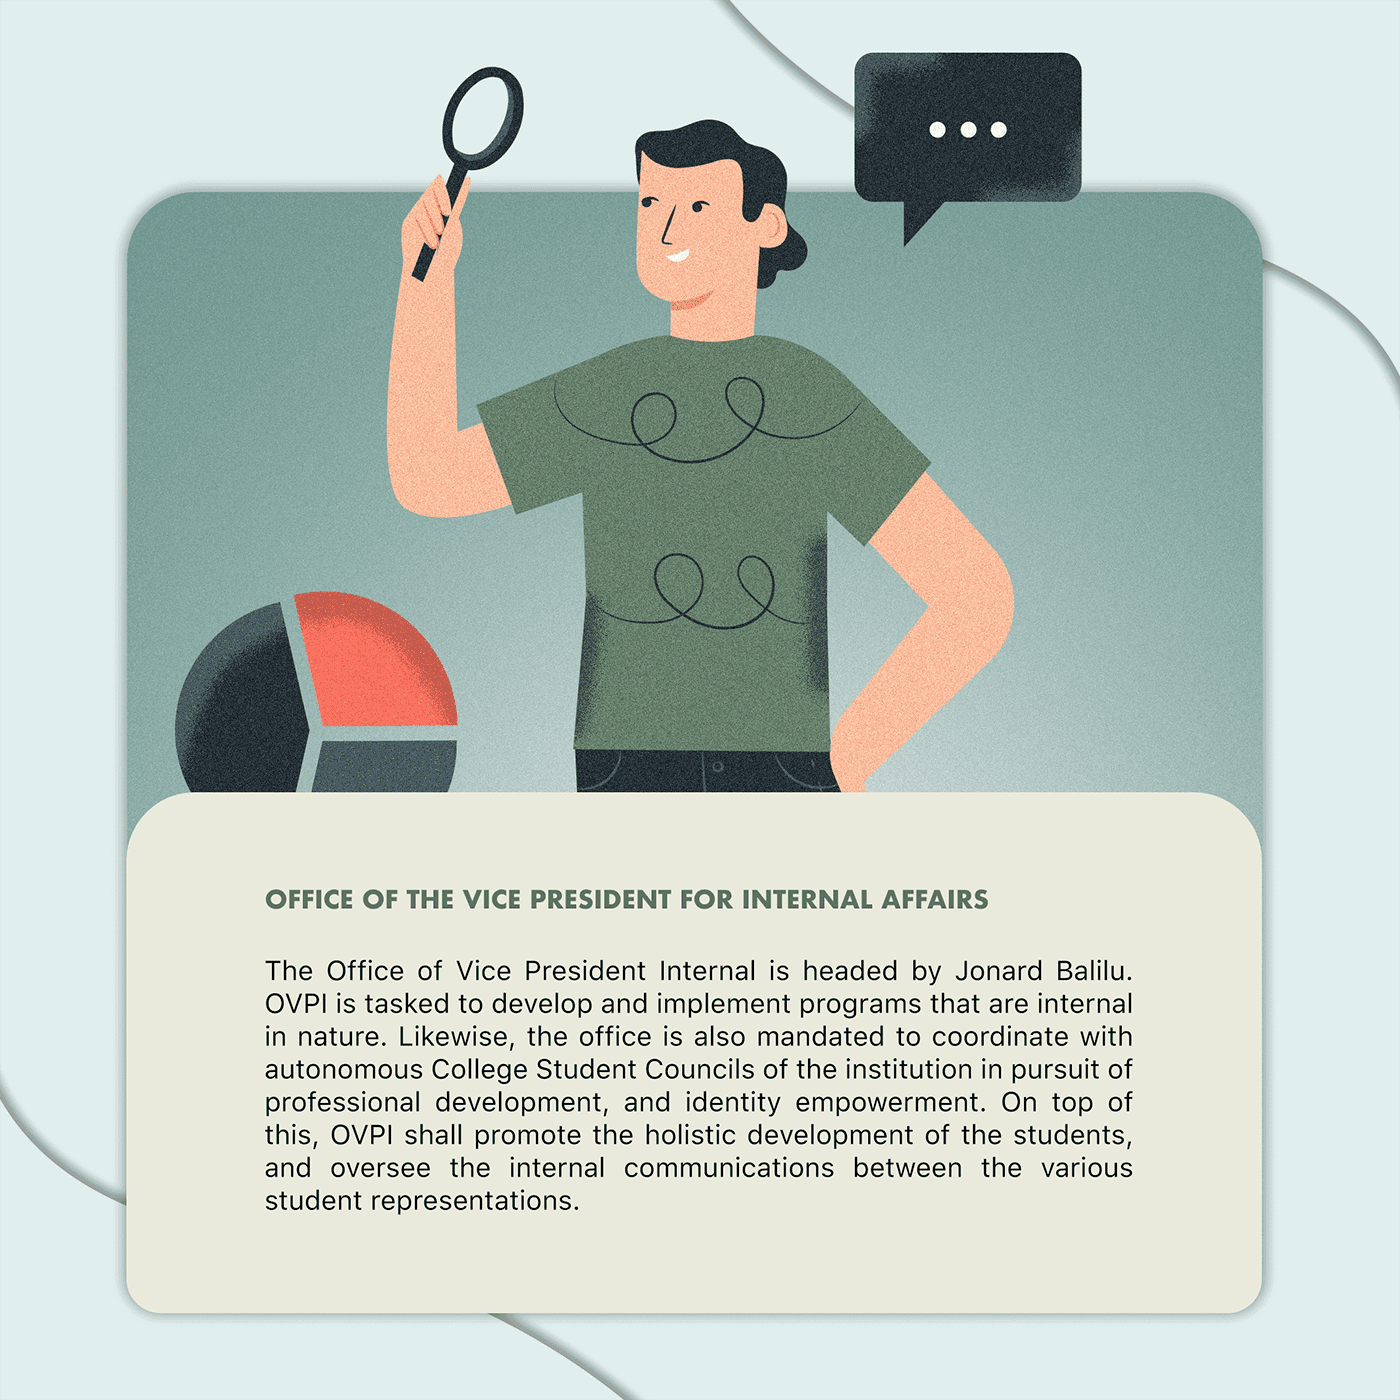 OFFICE OF THE VICE PRESIDENT FOR INTERNAL AFFAIRS
The Office of Vice President Internal is headed by Jonard Balilu.
OVPI is tasked to develop and implement programs that are internal
in nature. Likewise, the office is also mandated to coordinate with
autonomous College Student Councils of the institution in pursuit of
professional development, and identity empowerment. On top of
this, OVPI shall promote the holistic development of the students,
and oversee the internal communications between the various
student representations.